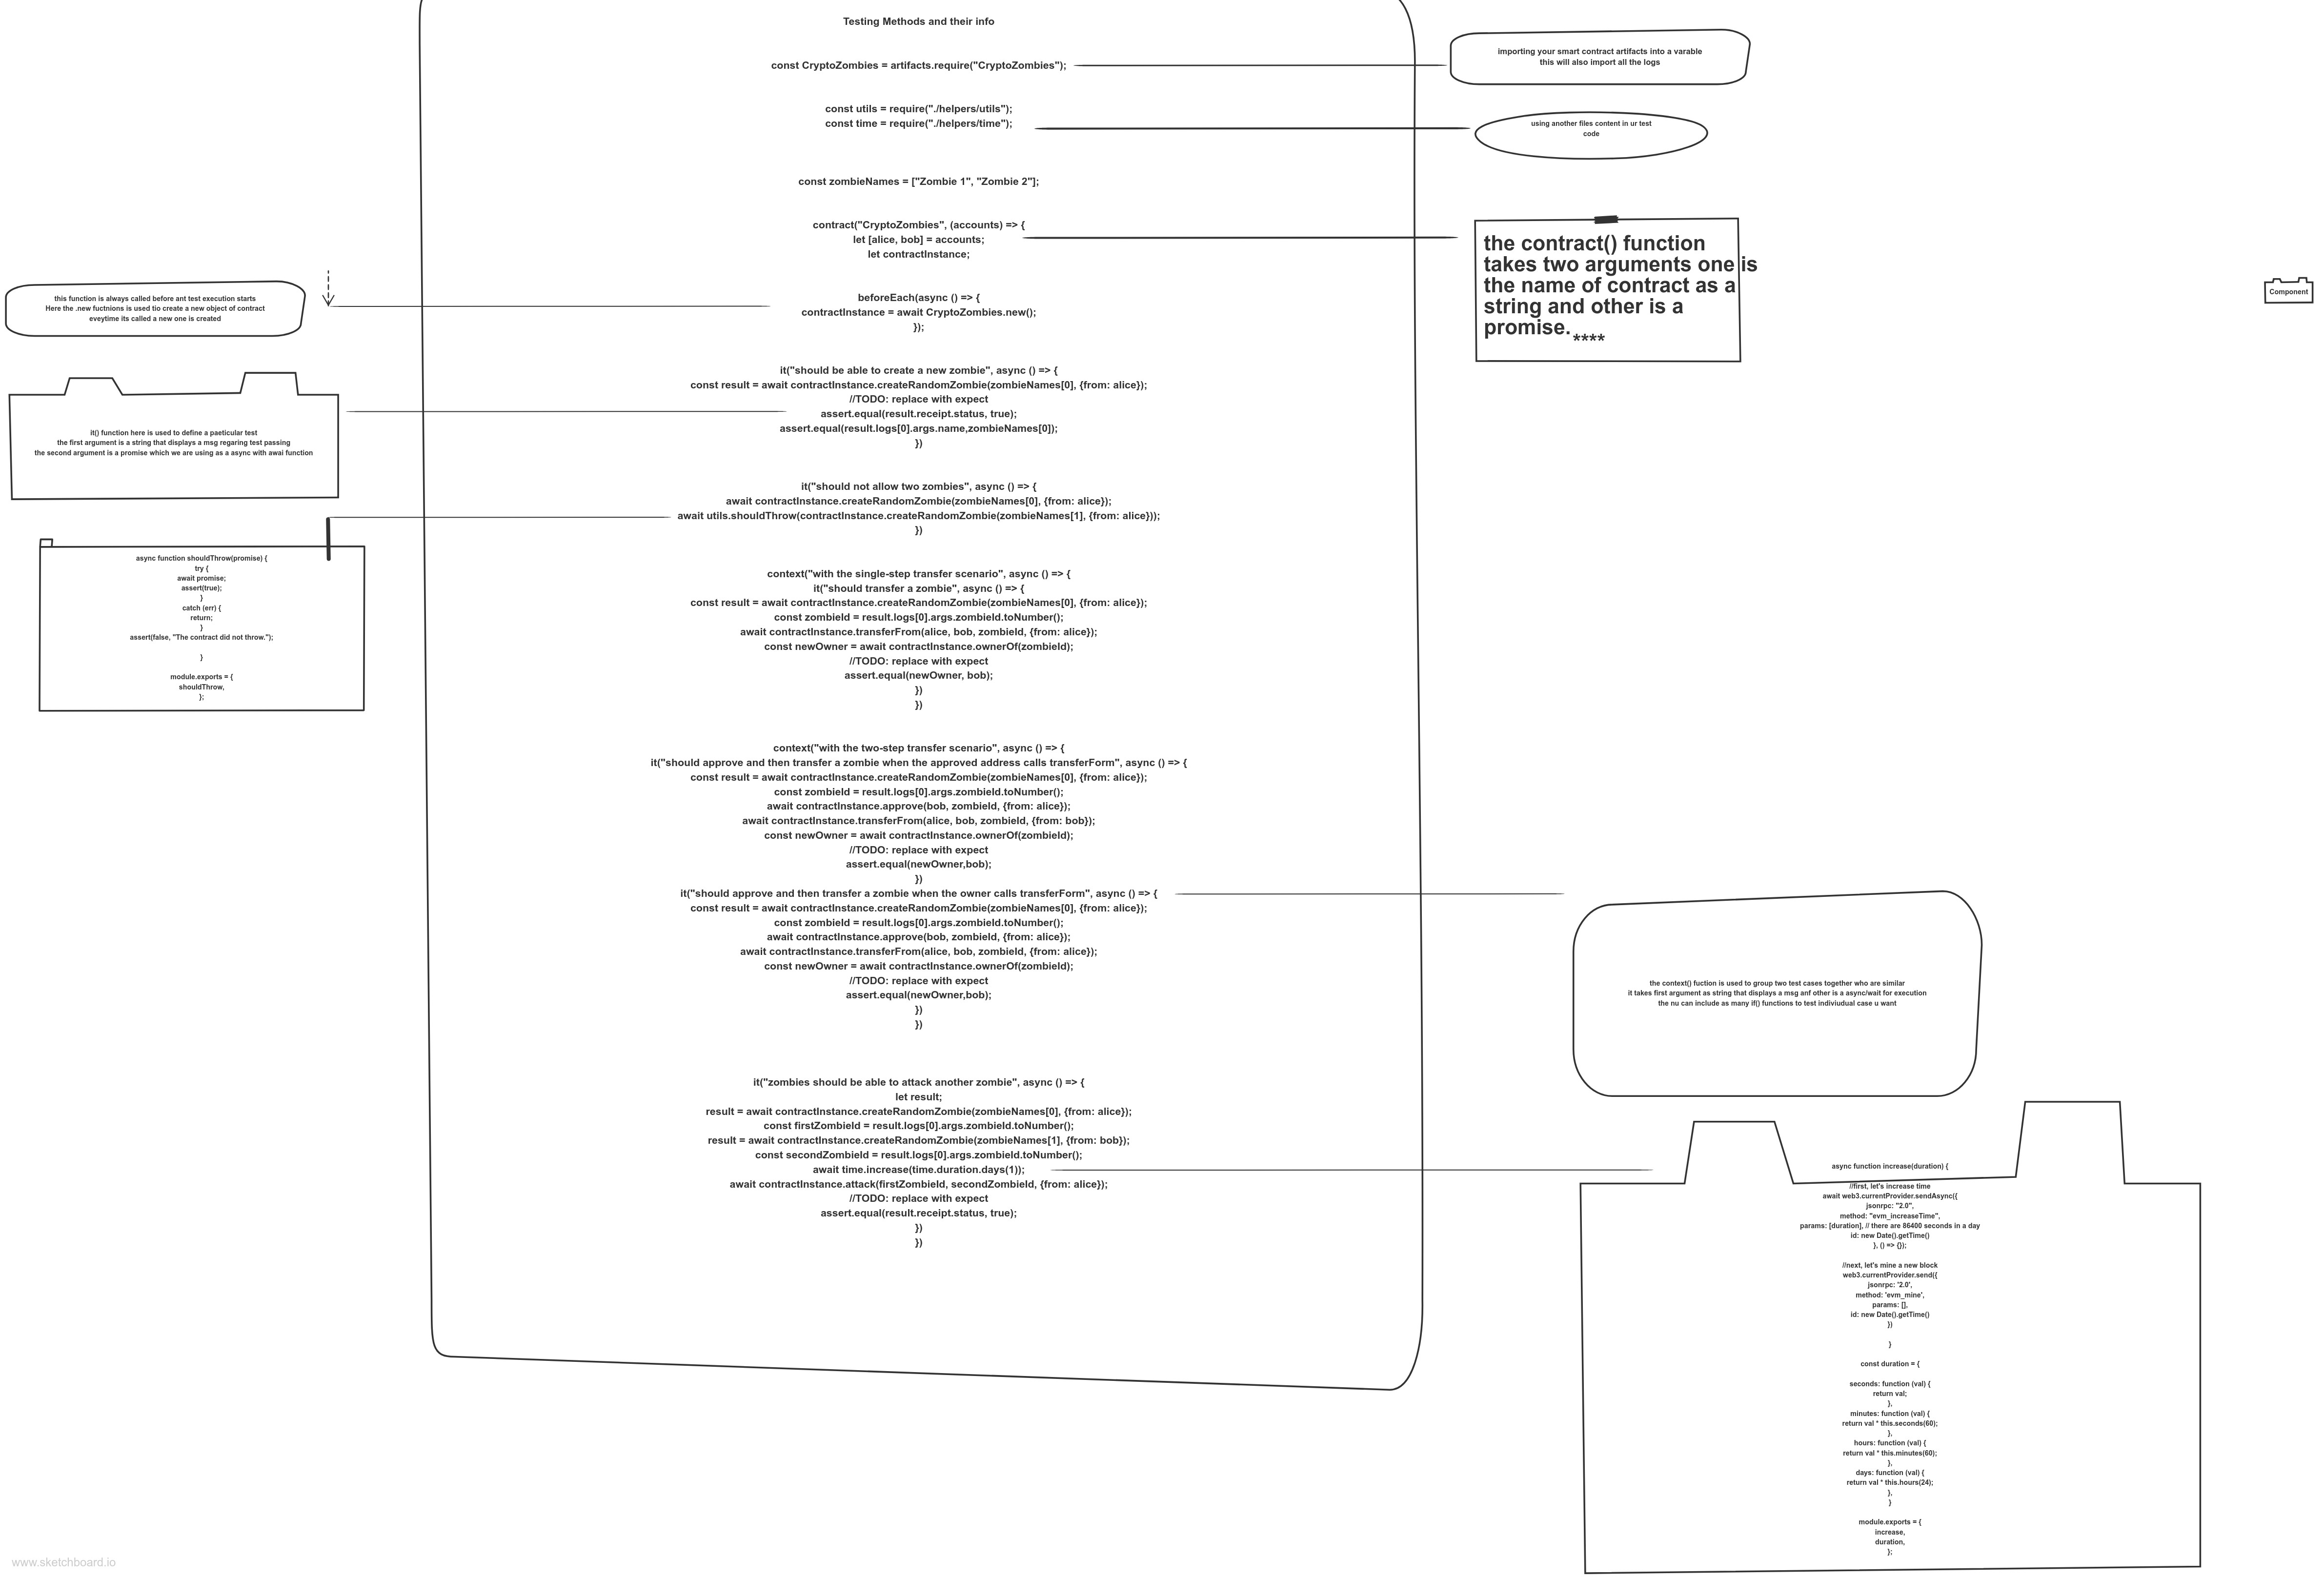 Testing Methods and their info
const CryptoZombies = artifacts.require("CryptoZombies");
const utils = require("./helpers/utils");
const time = require("./helpers/time");
const zombieNames = ["Zombie 1", "Zombie 2"];
contract("CryptoZombies", (accounts) => {
let [alice, bob] = accounts;
let contractInstance;
beforeEach(async () => {
contractInstance = await CryptoZombies.new();
});
it("should be able to create a new zombie", async () => {
const result = await contractInstance.createRandomZombie(zombieNames[0], {from: alice});
//TODO: replace with expect
assert.equal(result.receipt.status, true);
assert.equal(result.logs[0].args.name,zombieNames[0]);
})
it("should not allow two zombies", async () => {
await contractInstance.createRandomZombie(zombieNames[0], {from: alice});
await utils.shouldThrow(contractInstance.createRandomZombie(zombieNames[1], {from: alice}));
})
context("with the single-step transfer scenario", async () => {
it("should transfer a zombie", async () => {
const result = await contractInstance.createRandomZombie(zombieNames[0], {from: alice});
const zombieId = result.logs[0].args.zombieId.toNumber();
await contractInstance.transferFrom(alice, bob, zombieId, {from: alice});
const newOwner = await contractInstance.ownerOf(zombieId);
//TODO: replace with expect
assert.equal(newOwner, bob);
})
})
context("with the two-step transfer scenario", async () => {
it("should approve and then transfer a zombie when the approved address calls transferForm", async () => {
const result = await contractInstance.createRandomZombie(zombieNames[0], {from: alice});
const zombieId = result.logs[0].args.zombieId.toNumber();
await contractInstance.approve(bob, zombieId, {from: alice});
await contractInstance.transferFrom(alice, bob, zombieId, {from: bob});
const newOwner = await contractInstance.ownerOf(zombieId);
//TODO: replace with expect
assert.equal(newOwner,bob);
})
it("should approve and then transfer a zombie when the owner calls transferForm", async () => {
const result = await contractInstance.createRandomZombie(zombieNames[0], {from: alice});
const zombieId = result.logs[0].args.zombieId.toNumber();
await contractInstance.approve(bob, zombieId, {from: alice});
await contractInstance.transferFrom(alice, bob, zombieId, {from: alice});
const newOwner = await contractInstance.ownerOf(zombieId);
//TODO: replace with expect
assert.equal(newOwner,bob);
})
})
it("zombies should be able to attack another zombie", async () => {
let result;
result = await contractInstance.createRandomZombie(zombieNames[0], {from: alice});
const firstZombieId = result.logs[0].args.zombieId.toNumber();
result = await contractInstance.createRandomZombie(zombieNames[1], {from: bob});
const secondZombieId = result.logs[0].args.zombieId.toNumber();
await time.increase(time.duration.days(1));
await contractInstance.attack(firstZombieId, secondZombieId, {from: alice});
//TODO: replace with expect
assert.equal(result.receipt.status, true);
})
})
this function is always called before ant test execution starts
Here the .new fuctnions is used tio create a new object of contract
eveytime its called a new one is created
it() function here is used to define a paeticular test
the first argument is a string that displays a msg regaring test passing
the second argument is a promise which we are using as a async with awai function
async function shouldThrow(promise) {
try {
await promise;
assert(true);
}
catch (err) {
return;
}
assert(false, "The contract did not throw.");
}
module.exports = {
shouldThrow,
};
importing your smart contract artifacts into a varable
this will also import all the logs
using another files content in ur test
code
the contract() function
takes two arguments one is
the name of contract as a
string and other is a
promise.
****
Component
the context() fuction is used to group two test cases together who are similar
it takes first argument as string that displays a msg anf other is a async/wait for execution
the nu can include as many if() functions to test indiviudual case u want
async function increase(duration) {
//first, let's increase time
await web3.currentProvider.sendAsync({
jsonrpc: "2.0",
method: "evm_increaseTime",
params: [duration], // there are 86400 seconds in a day
id: new Date().getTime()
}, () => {});
//next, let's mine a new block
web3.currentProvider.send({
jsonrpc: '2.0',
method: 'evm_mine',
params: [],
id: new Date().getTime()
})
}
const duration = {
seconds: function (val) {
return val;
},
minutes: function (val) {
return val * this.seconds(60);
},
hours: function (val) {
return val * this.minutes(60);
},
days: function (val) {
return val * this.hours(24);
},
}
module.exports = {
increase,
duration,
};
www.sketchboard.io